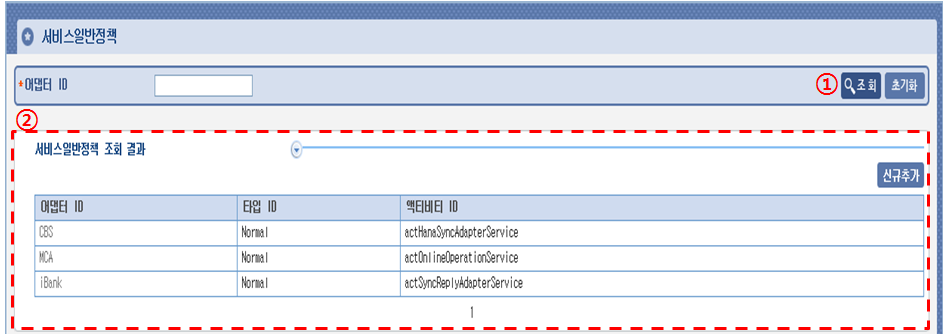 서비스일반정책
*어댑터 ID ① 조회 초기화
②
서비스일반정책 조회 결과
신규추가
어댑터 ID 타입 ID 액티비티 ID
CBS Normal actHanaSyncAdapterService
MCA Normal actOnlineOperationService
iBank Normal actSyncReplyAdapterService
1